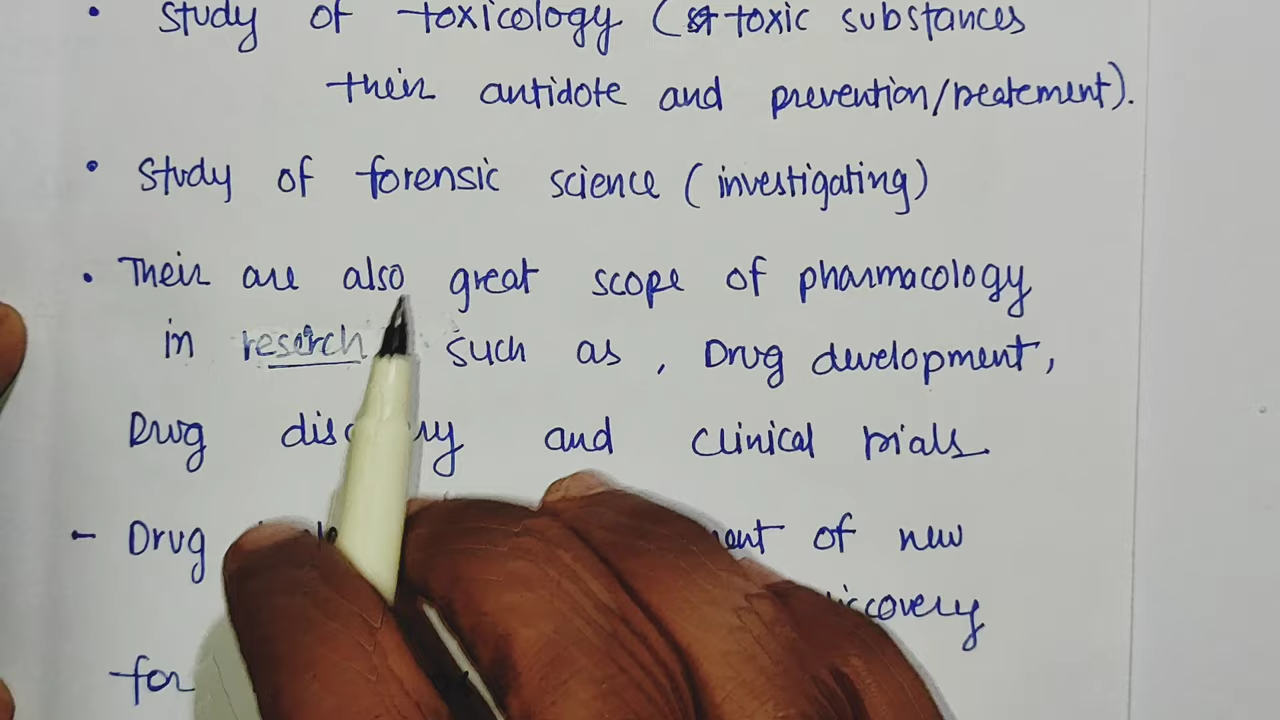 • Study of toxicology ( toxic substances
their antidote and prevention/reatement).
• Study of forensic science (investigating)
• Their are also great scope of pharmacology
in reserch such as , Drug development,
Drug and Clinical trials.
- Drug of new
for